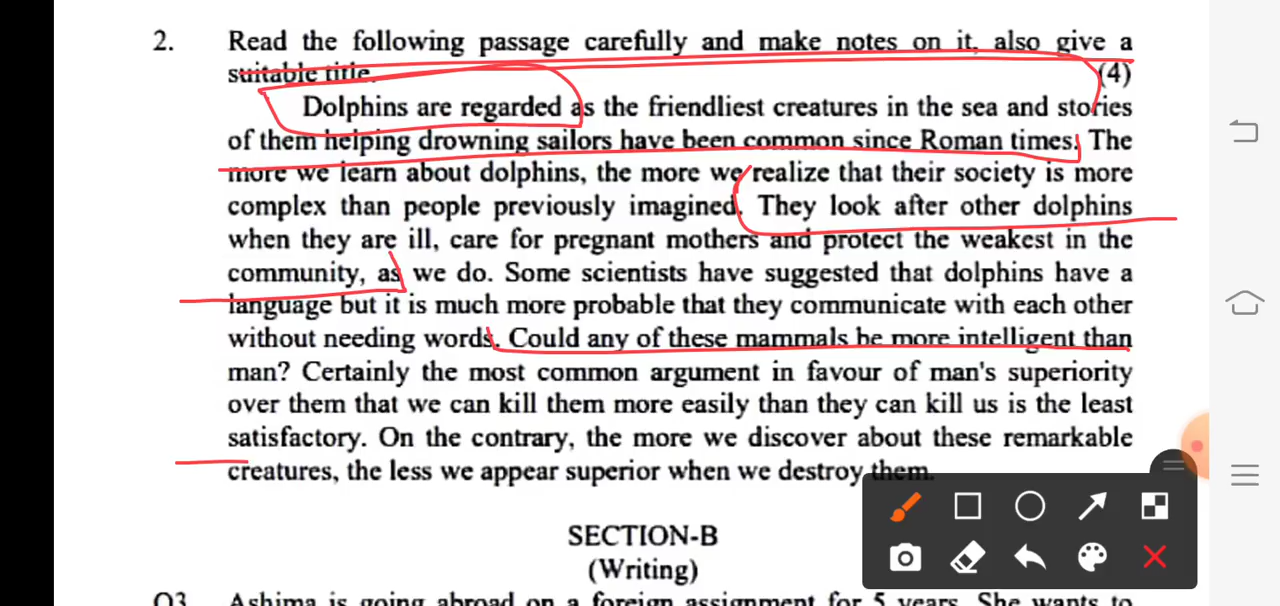 2. Read the following passage carefully and make notes on it, also give a
suitable title. (4)
Dolphins are regarded as the friendliest creatures in the sea and stories
of them helping drowning sailors have been common since Roman times. The
more we learn about dolphins, the more we realize that their society is more
complex than people previously imagined. They look after other dolphins
when they are ill, care for pregnant mothers and protect the weakest in the
community, as we do. Some scientists have suggested that dolphins have a
language but it is much more probable that they communicate with each other
without needing words. Could any of these mammals be more intelligent than
man? Certainly the most common argument in favour of man's superiority
over them that we can kill them more easily than they can kill us is the least
satisfactory. On the contrary, the more we discover about these remarkable
creatures, the less we appear superior when we destroy them.
SECTION-B
(Writing)
Q3 Ashima is going abroad on a foreign assignment for 5 years. She wants to